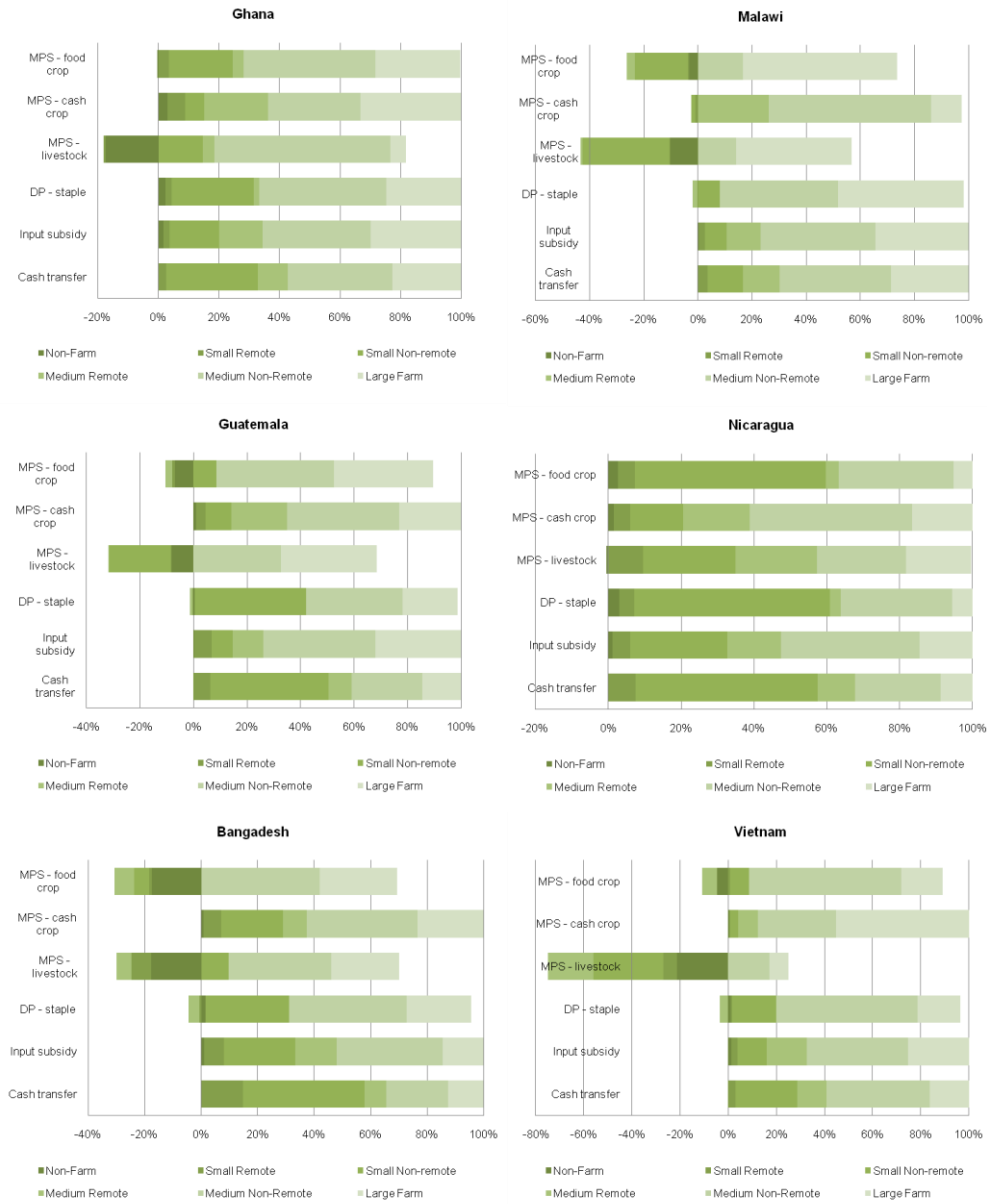 Ghana
MPS - food
crop
MPS - cash
crop
MPS -
livestock
DP - staple
Input subsidy
Cash transfer
-20% 0% 20% 40% 60% 80% 100%
■Non-Farm ■Small Remote ■Small Non-remote
■Medium Remote ■Medium Non-Remote ■Large Farm
Malawi
MPS - food
crop
MPS - cash
crop
MPS -
livestock
DP - staple
Input
subsidy
Cash
transfer
-60% -40% -20% 0% 20% 40% 60% 80% 100%
■Non-Farm ■Small Remote ■Small Non-remote
■Medium Remote ■Medium Non-Remote ■Large Farm
Guatemala
MPS - food
crop
MPS - cash
crop
MPS -
livestock
DP - staple
Input
subsidy
Cash
transfer
-40% -20% 0% 20% 40% 60% 80% 100%
■Non-Farm ■Small Remote ■Small Non-remote
■Medium Remote ■Medium Non-Remote ■Large Farm
Nicaragua
MPS - food crop
MPS - cash crop
MPS - livestock
DP - staple
Input subsidy
Cash transfer
-20% 0% 20% 40% 60% 80% 100%
■Non-Farm ■Small Remote ■Small Non-remote
■Medium Remote ■Medium Non-Remote ■Large Farm
Bangadesh
MPS - food
crop
MPS - cash
crop
MPS -
livestock
DP - staple
Input subsidy
Cash transfer
-40% -20% 0% 20% 40% 60% 80% 100%
■Non-Farm ■Small Remote ■Small Non-remote
■Medium Remote ■Medium Non-Remote ■Large Farm
Vietnam
MPS - food crop
MPS - cash crop
MPS - livestock
DP - staple
Input subsidy
Cash transfer
-80% -60% -40% -20% 0% 20% 40% 60% 80% 100%
■Non-Farm ■Small Remote ■Small Non-remote
■Medium Remote ■Medium Non-Remote ■Large Farm